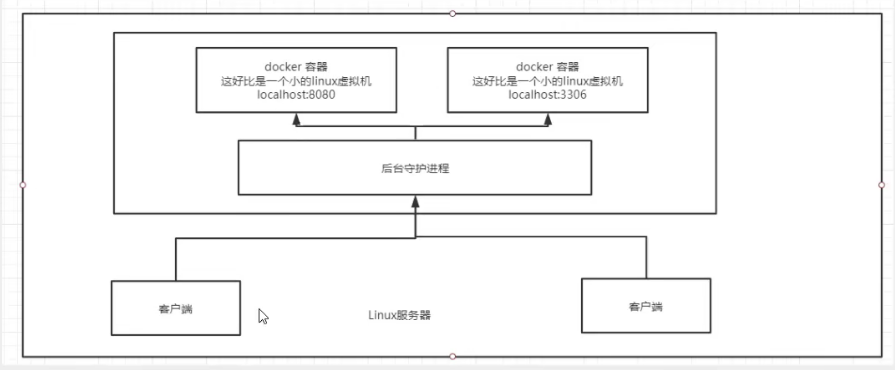 docker 容器
这好比是一个小的linux虚拟机
localhost:8080
docker 容器
这好比是一个小的linux虚拟机
localhost:3306
后台守护进程
客户端
Linux服务器
客户端